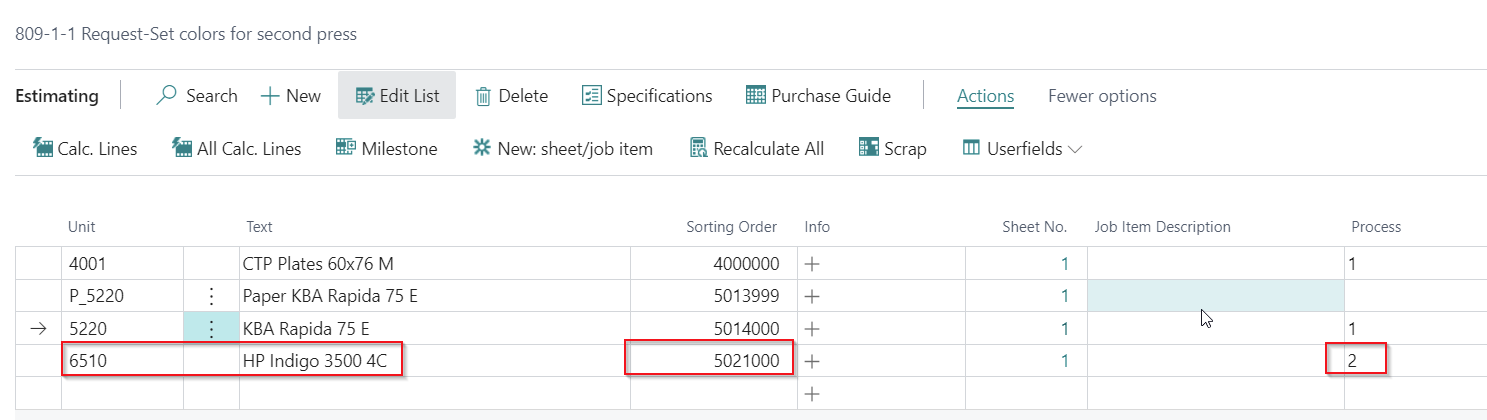 809-1-1 Request-Set colors for second press
Estimating Search New Edit List Delete Specifications Purchase Guide Actions Fewer options
Calc. Lines All Calc. Lines Milestone New: sheet/job item Recalculate All Scrap Userfields
Unit Text Sorting Order Info Sheet No. Job Item Description Process
4001 CTP Plates 60x76 M 4000000 + 1 1
P_5220 Paper KBA Rapida 75 E 5013999 + 1
5220 KBA Rapida 75 E 5014000 + 1 1
6510 HP Indigo 3500 4C 5021000 + 1 2
+